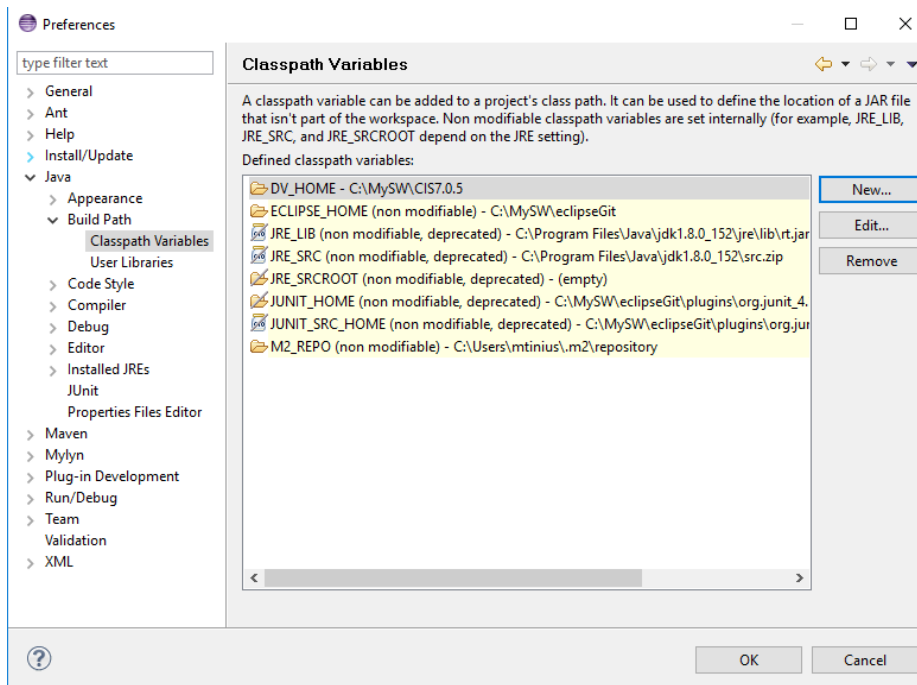 Preferences
type filter text
General
Ant
Help
Install/Update
Java
Appearance
Build Path
Classpath Variables
User Libraries
Code Style
Compiler
Debug
Editor
Installed JREs
JUnit
Properties Files Editor
Maven
Mylyn
Plug-in Development
Run/Debug
Team
Validation
XML
Classpath Variables
A classpath variable can be added to a project's class path. It can be used to define the location of a JAR file
that isn't part of the workspace. Non modifiable classpath variables are set internally (for example, JRE_LIB,
JRE_SRC, and JRE_SRCROOT depend on the JRE setting).
Defined classpath variables:
DV_HOME - C:\MySW\CIS7.0.5
ECLIPSE_HOME (non modifiable) - C:\MySW\eclipseGit
JRE_LIB (non modifiable, deprecated) - C:\Program Files\Java\jdk1.8.0_152\jre\lib\rt.jar
JRE_SRC (non modifiable, deprecated) - C:\Program Files\Java\jdk1.8.0_152\src.zip
JRE_SRCROOT (non modifiable, deprecated) - (empty)
JUNIT_HOME (non modifiable, deprecated) - C:\MySW\eclipseGit\plugins\org.junit_4.
JUNIT_SRC_HOME (non modifiable, deprecated) - C:\MySW\eclipseGit\plugins\org.jun
M2_REPO (non modifiable) - C:\Users\mtinius\.m2\repository
New...
Edit...
Remove
OK
Cancel